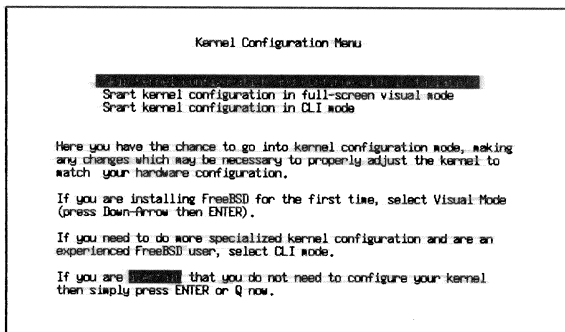 Kernel Configuration Menu
Srart kernel configuration in full-screen visual mode
Srart kernel configuration in CLI mode
Here you have the chance to go into kernel configuration mode, making
any changes which may be necessary to properly adjust the kernel to
match your hardware configuration.
If you are installing FreeBSD for the first time, select Visual Mode
(press Down-Arrow then ENTER).
If you need to do more specialized kernel configuration and are an
experienced FreeBSD user, select CLI mode.
If you are that you do not need to configure your kernel
then simply press ENTER or Q now.